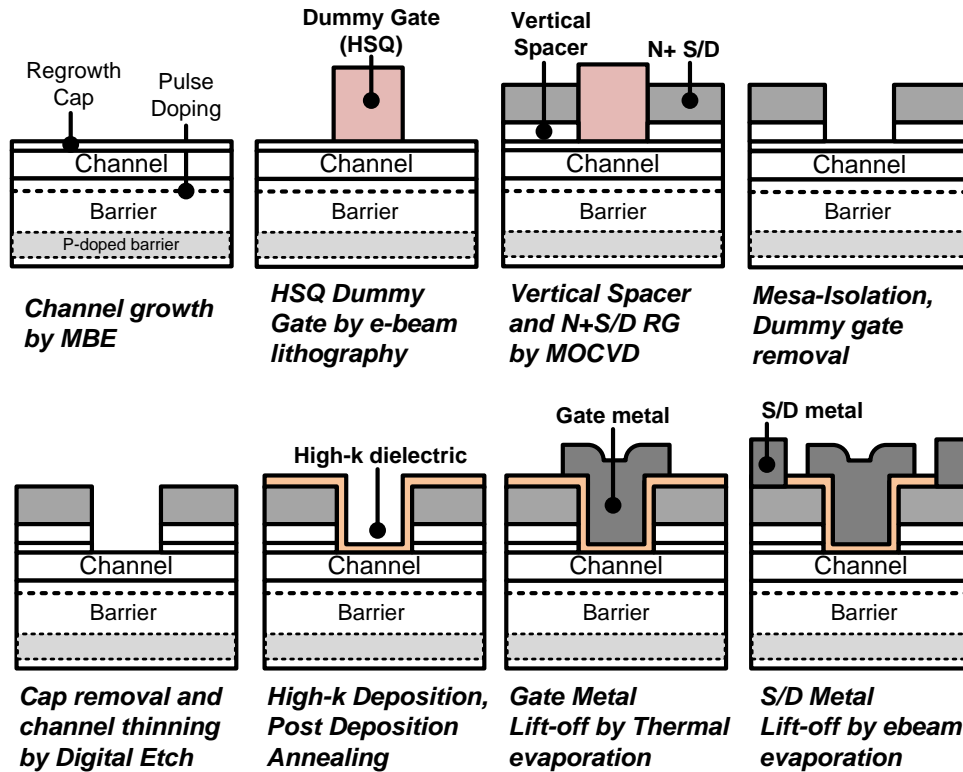 Regrowth
Cap
Pulse
Doping
Channel
Barrier
P-doped barrier
Channel growth
by MBE
Dummy Gate
(HSQ)
Channel
Barrier
HSQ Dummy
Gate by e-beam
lithography
Vertical
Spacer
N+ S/D
Channel
Barrier
Vertical Spacer
and N+S/D RG
by MOCVD
Channel
Barrier
Mesa-Isolation,
Dummy gate
removal
Channel
Barrier
Cap removal and
channel thinning
by Digital Etch
High-k dielectric
Channel
Barrier
High-k Deposition,
Post Deposition
Annealing
Gate metal
Channel
Barrier
Gate Metal
Lift-off by Thermal
evaporation
S/D metal
Channel
Barrier
S/D Metal
Lift-off by ebeam
evaporation